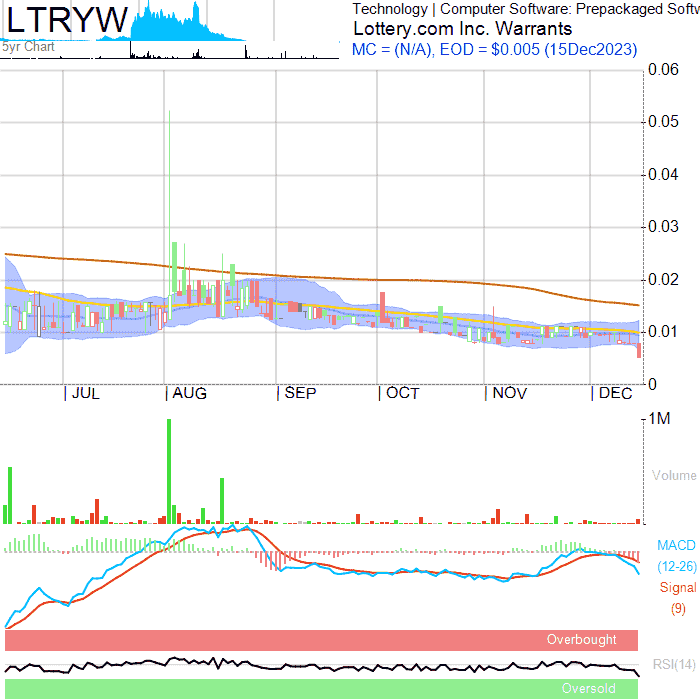 LTRYW
5yr Chart
Technology | Computer Software: Prepackaged Softw
Lottery.com Inc. Warrants
MC = (N/A), EOD = $0.005 (15Dec2023)
0.06
0.05
0.04
0.03
0.02
0.01
0
JUL AUG SEP OCT NOV DEC
1M
Volume
MACD
(12-26)
Signal
(9)
Overbought
RSI(14)
Oversold